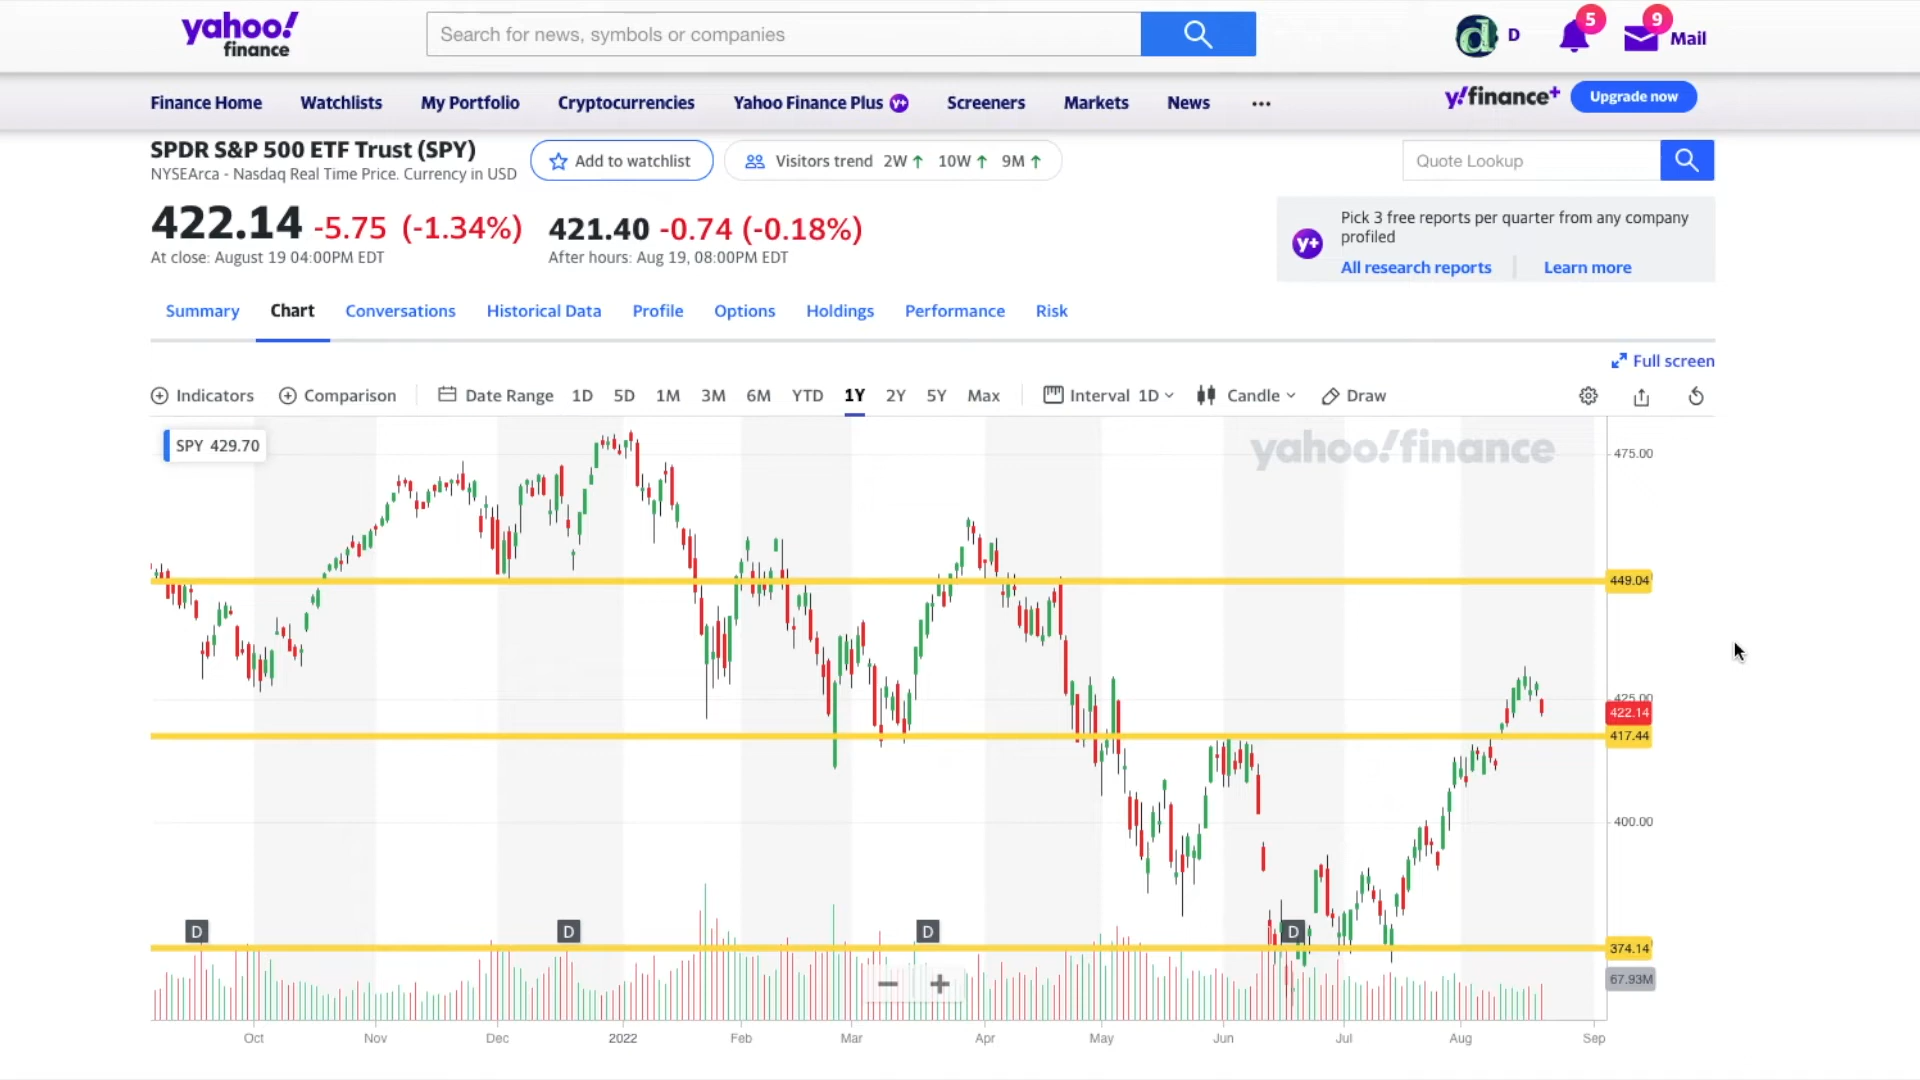 yahoo!
finance
Search for news, symbols or companies
d D 5 9 Mail
Finance Home Watchlists My Portfolio Cryptocurrencies Yahoo Finance Plus y+ Screeners Markets News ••• y!finance+ Upgrade now
SPDR S&P 500 ETF Trust (SPY)
NYSEArca - Nasdaq Real Time Price. Currency in USD
Add to watchlist
Visitors trend 2W↑ 10W↑ 9M↑
Quote Lookup
422.14 -5.75 (-1.34%) 421.40 -0.74 (-0.18%)
At close: August 19 04:00PM EDT After hours: Aug 19, 08:00PM EDT
y+
Pick 3 free reports per quarter from any company
profiled
All research reports Learn more
Summary Chart Conversations Historical Data Profile Options Holdings Performance Risk
Full screen
Indicators Comparison Date Range 1D 5D 1M 3M 6M YTD 1Y 2Y 5Y Max Interval 1D Candle Draw
SPY 429.70
yahoo!finance
475.00
449.04
425.00
422.14
417.44
400.00
D D D D
374.14
67.93M
− +
Oct Nov Dec 2022 Feb Mar Apr May Jun Jul Aug Sep